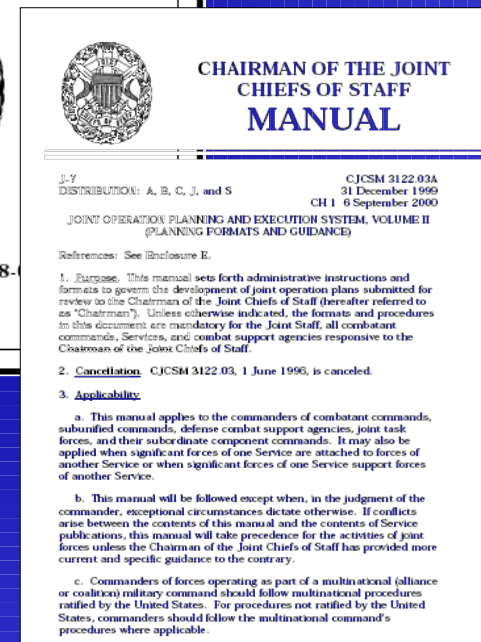 CHAIRMAN OF THE JOINT
CHIEFS OF STAFF
MANUAL
J-7
CJCSM 3122.03A
DISTRIBUTION: A, B, C, J, and S
31 December 1999
CH 1 6 September 2000
JOINT OPERATION PLANNING AND EXECUTION SYSTEM, VOLUME II
(PLANNING FORMATS AND GUIDANCE)
References: See Enclosure E.
8-
1. Purpose. This manual sets forth administrative instructions and
formats to govern the development of joint operation plans submitted for
review to the Chairman of the Joint Chiefs of Staff (hereafter referred to
as "Chairman"). Unless otherwise indicated, the formats and procedures
in this document are mandatory for the Joint Staff, all combatant
commands, Services, and combat support agencies responsive to the
Chairman of the Joint Chiefs of Staff.
2. Cancellation. CJCSM 3122.03, 1 June 1996, is canceled.
3. Applicability
a. This manual applies to the commanders of combatant commands,
subunified commands, defense combat support agencies, joint task
forces, and their subordinate component commands. It may also be
applied when significant forces of one Service are attached to forces of
another Service or when significant forces of one Service support forces
of another Service.
b. This manual will be followed except when, in the judgment of the
commander, exceptional circumstances dictate otherwise. If conflicts
arise between the contents of this manual and the contents of Service
publications, this manual will take precedence for the activities of joint
forces unless the Chairman of the Joint Chiefs of Staff has provided more
current and specific guidance to the contrary.
c. Commanders of forces operating as part of a multinational (alliance
or coalition) military command should follow multinational procedures
ratified by the United States. For procedures not ratified by the United
States, commanders should follow the multinational command's
procedures where applicable.